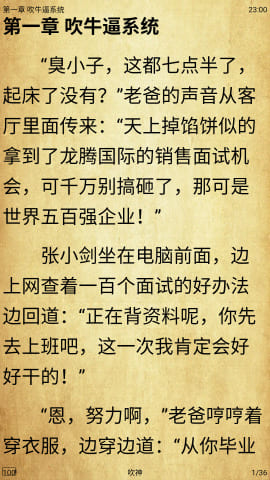 第一章 吹牛逼系统 23:00
第一章 吹牛逼系统
“臭小子，这都七点半了，
起床了没有？”老爸的声音从客
厅里面传来：“天上掉馅饼似的
拿到了龙腾国际的销售面试机
会，可千万别搞砸了，那可是
世界五百强企业！”
张小剑坐在电脑前面，边
上网查着一百个面试的好办法
边回道：“正在背资料呢，你先
去上班吧，这一次我肯定会好
好干的！”
“恩，努力啊，”老爸哼哼着
穿衣服，边穿边道：“从你毕业
100 吹神 1/36